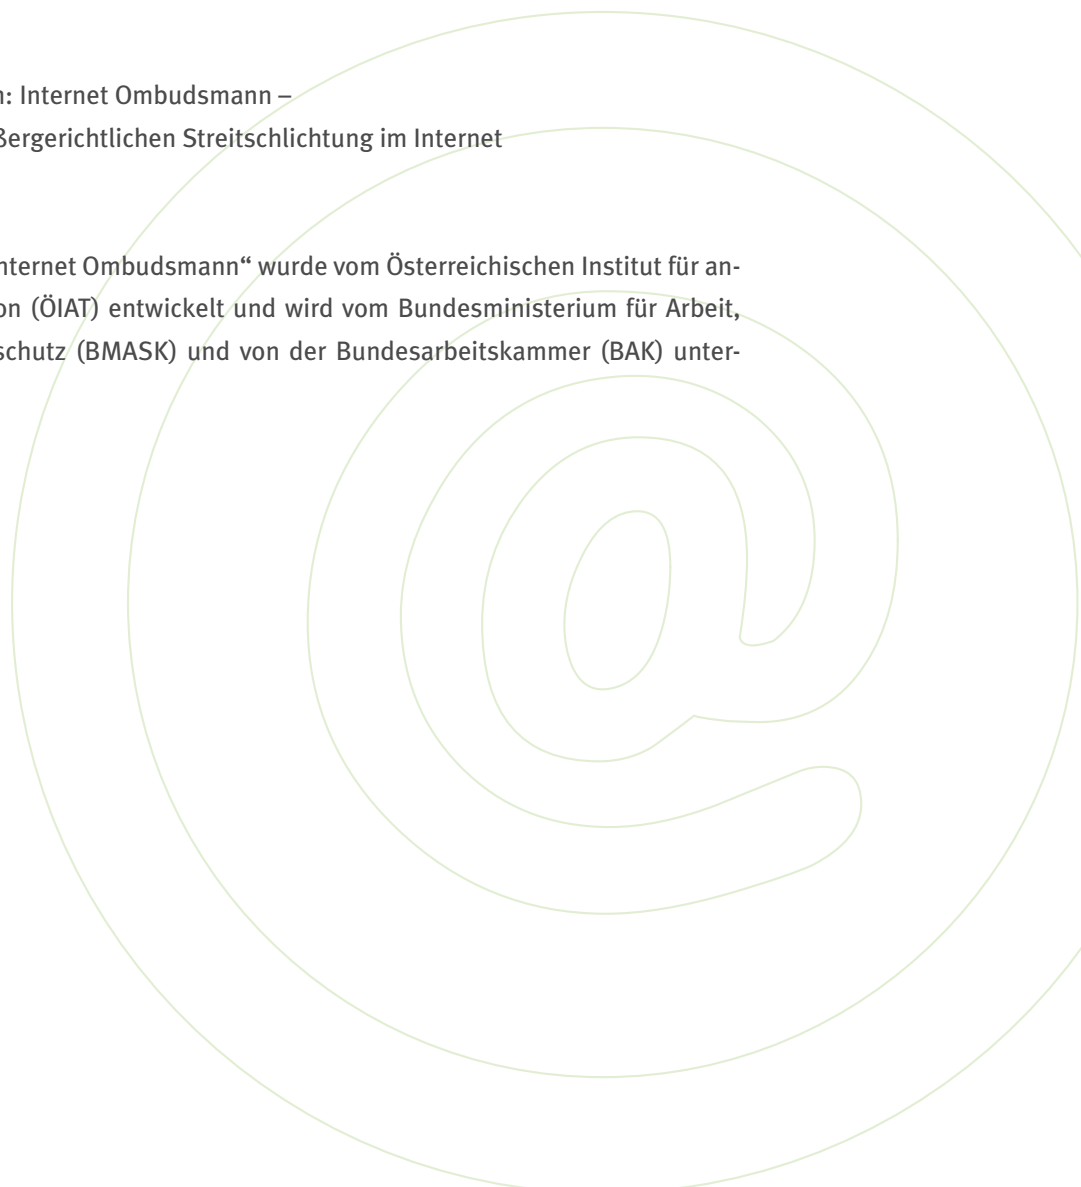 : Internet Ombudsmann –
ßergerichtlichen Streitschlichtung im Internet
nternet Ombudsmann“ wurde vom Österreichischen Institut für an-
on (ÖIAT) entwickelt und wird vom Bundesministerium für Arbeit,
schutz (BMASK) und von der Bundesarbeitskammer (BAK) unter-